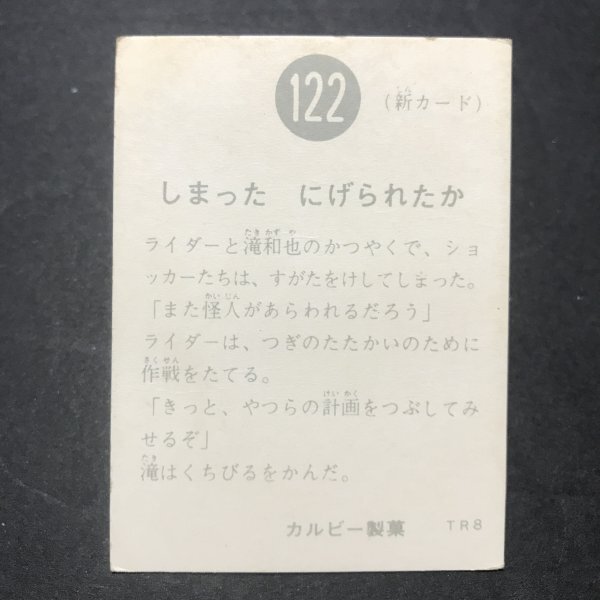 122
(新カード)
しまった にげられたか
ライダーと滝和也のかつやくで、ショ
ッカーたちは、すがたをけしてしまった。
「また怪人があらわれるだろう」
ライダーは、つぎのたたかいのために
作戦をたてる。
「きっと、やつらの計画をつぶしてみ
せるぞ」
滝はくちびるをかんだ。
カルビー製菓 TR8